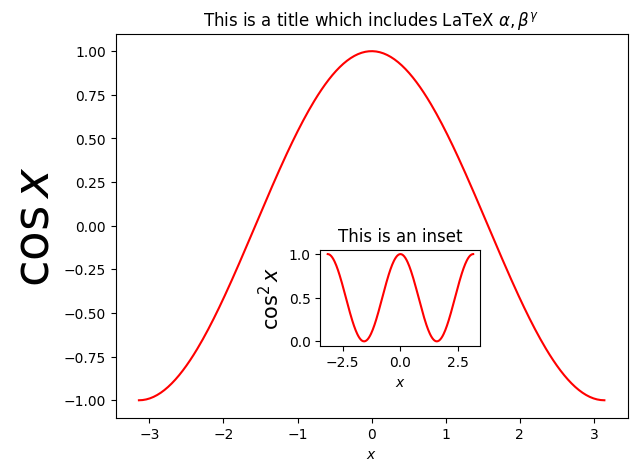 This is a title which includes LaTeX α, β^γ
cos x
1.00
0.75
0.50
0.25
0.00
−0.25
−0.50
−0.75
−1.00
This is an inset
cos² x
1.0
0.5
0.0
−2.5 0.0 2.5
x
−3 −2 −1 0 1 2 3
x